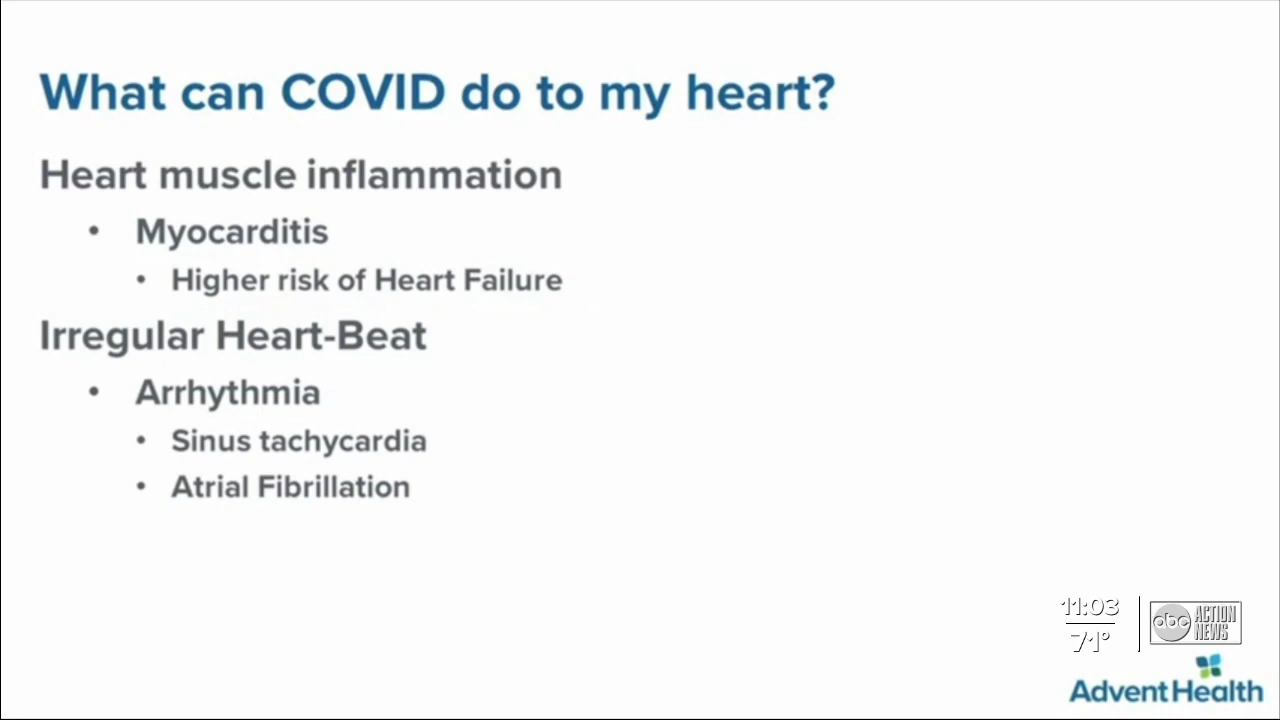 What can COVID do to my heart?
Heart muscle inflammation
• Myocarditis
• Higher risk of Heart Failure
Irregular Heart-Beat
• Arrhythmia
• Sinus tachycardia
• Atrial Fibrillation
11:03
71°
abc
ACTION
NEWS
AdventHealth